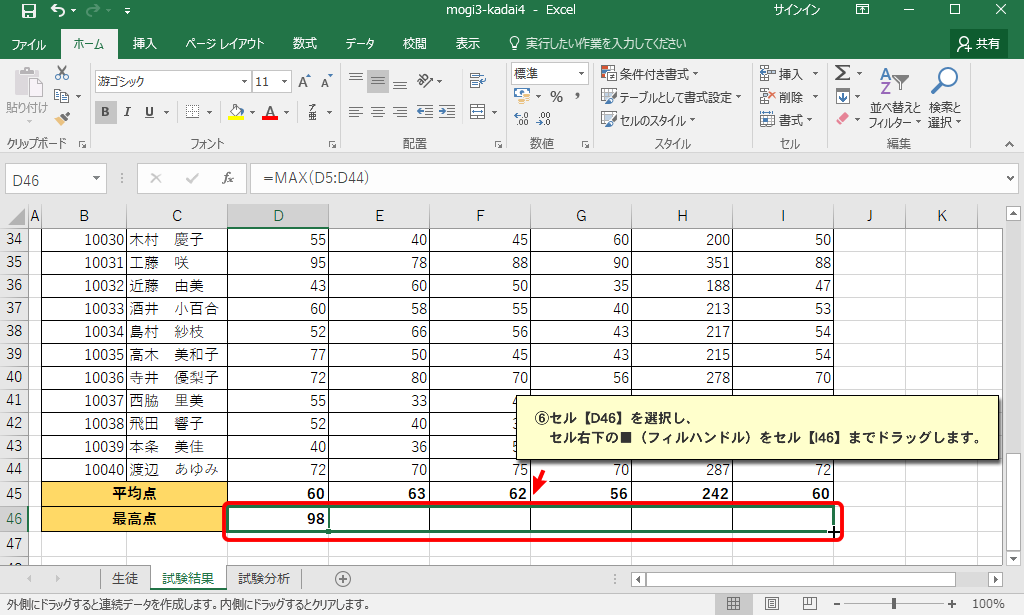 mogi3-kadai4 - Excel
サインイン
ファイル ホーム 挿入 ページ レイアウト 数式 データ 校閲 表示 実行したい作業を入力してください 共有
貼り付け
游ゴシック 11
B I U
標準
条件付き書式
テーブルとして書式設定
セルのスタイル
挿入
削除
書式
並べ替えと
フィルター
検索と
選択
クリップボード フォント 配置 数値 スタイル セル 編集
D46 fx =MAX(D5:D44)
A B C D E F G H I J K
34 10030 木村 慶子 55 40 45 60 200 50
35 10031 工藤 咲 95 78 88 90 351 88
36 10032 近藤 由美 43 60 50 35 188 47
37 10033 酒井 小百合 60 58 55 40 213 53
38 10034 島村 紗枝 52 66 56 43 217 54
39 10035 高木 美和子 77 50 45 43 215 54
40 10036 寺井 優梨子 72 80 70 56 278 70
41 10037 西脇 里美 55 33
42 10038 飛田 響子 52 40
43 10039 本条 美佳 40 36
44 10040 渡辺 あゆみ 72 70 75 70 287 72
⑥セル【D46】を選択し、
セル右下の■（フィルハンドル）をセル【I46】までドラッグします。
45 平均点 60 63 62 56 242 60
46 最高点 98
47
生徒 試験結果 試験分析
外側にドラッグすると連続データを作成します。内側にドラッグするとクリアします。
100%